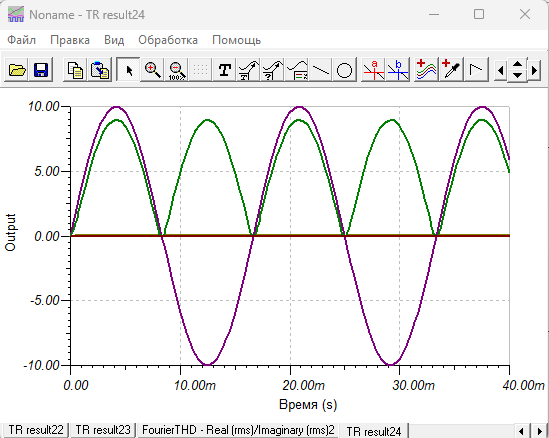 Noname - TR result24
Файл Правка Вид Обработка Помощь
100% T ? a b
10.00
5.00
0.00
-5.00
-10.00
Output
0.00 10.00m 20.00m 30.00m 40.00m
Время (s)
TR result22 TR result23 FourierTHD - Real (rms)/Imaginary (rms)2 TR result24